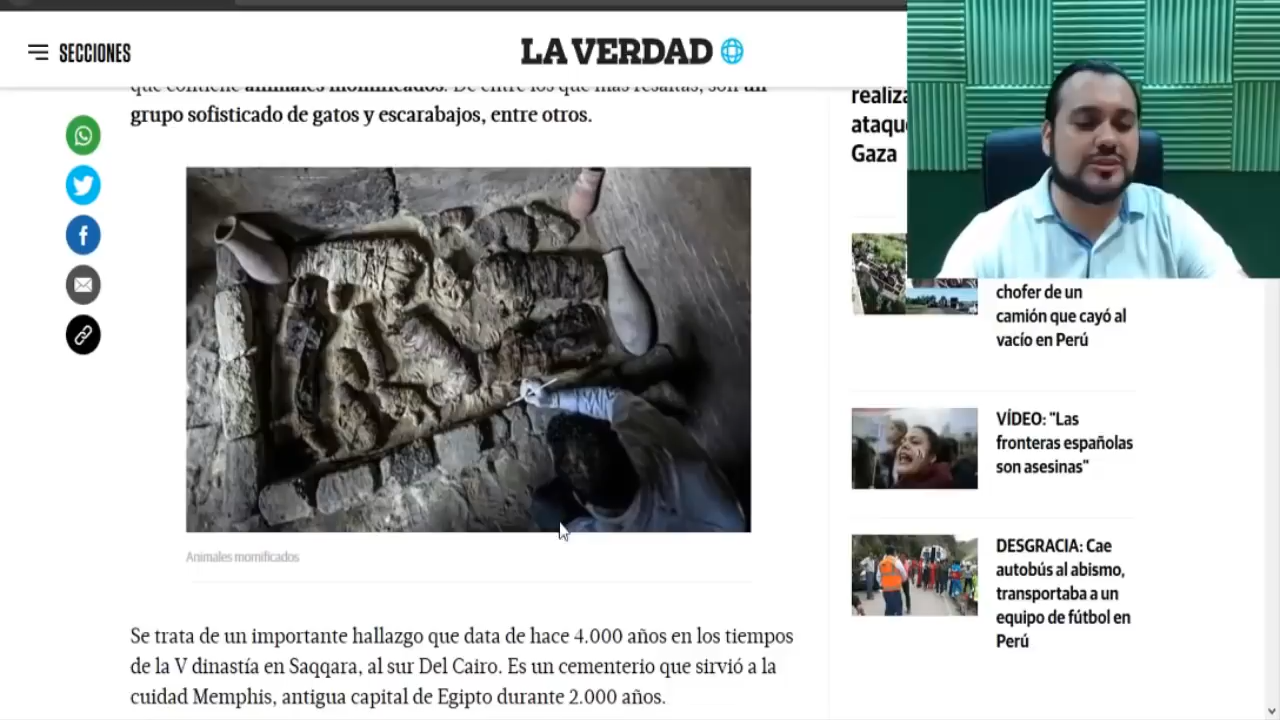 SECCIONES
LA VERDAD
que contiene animales momificados. De entre los que más resaltas, son un
grupo sofisticado de gatos y escarabajos, entre otros.
Animales momificados
Se trata de un importante hallazgo que data de hace 4.000 años en los tiempos
de la V dinastía en Saqqara, al sur Del Cairo. Es un cementerio que sirvió a la
cuidad Memphis, antigua capital de Egipto durante 2.000 años.
Gaza
chofer de un
camión que cayó al
vacío en Perú
VÍDEO: "Las
fronteras españolas
son asesinas"
DESGRACIA: Cae
autobús al abismo,
transportaba a un
equipo de fútbol en
Perú